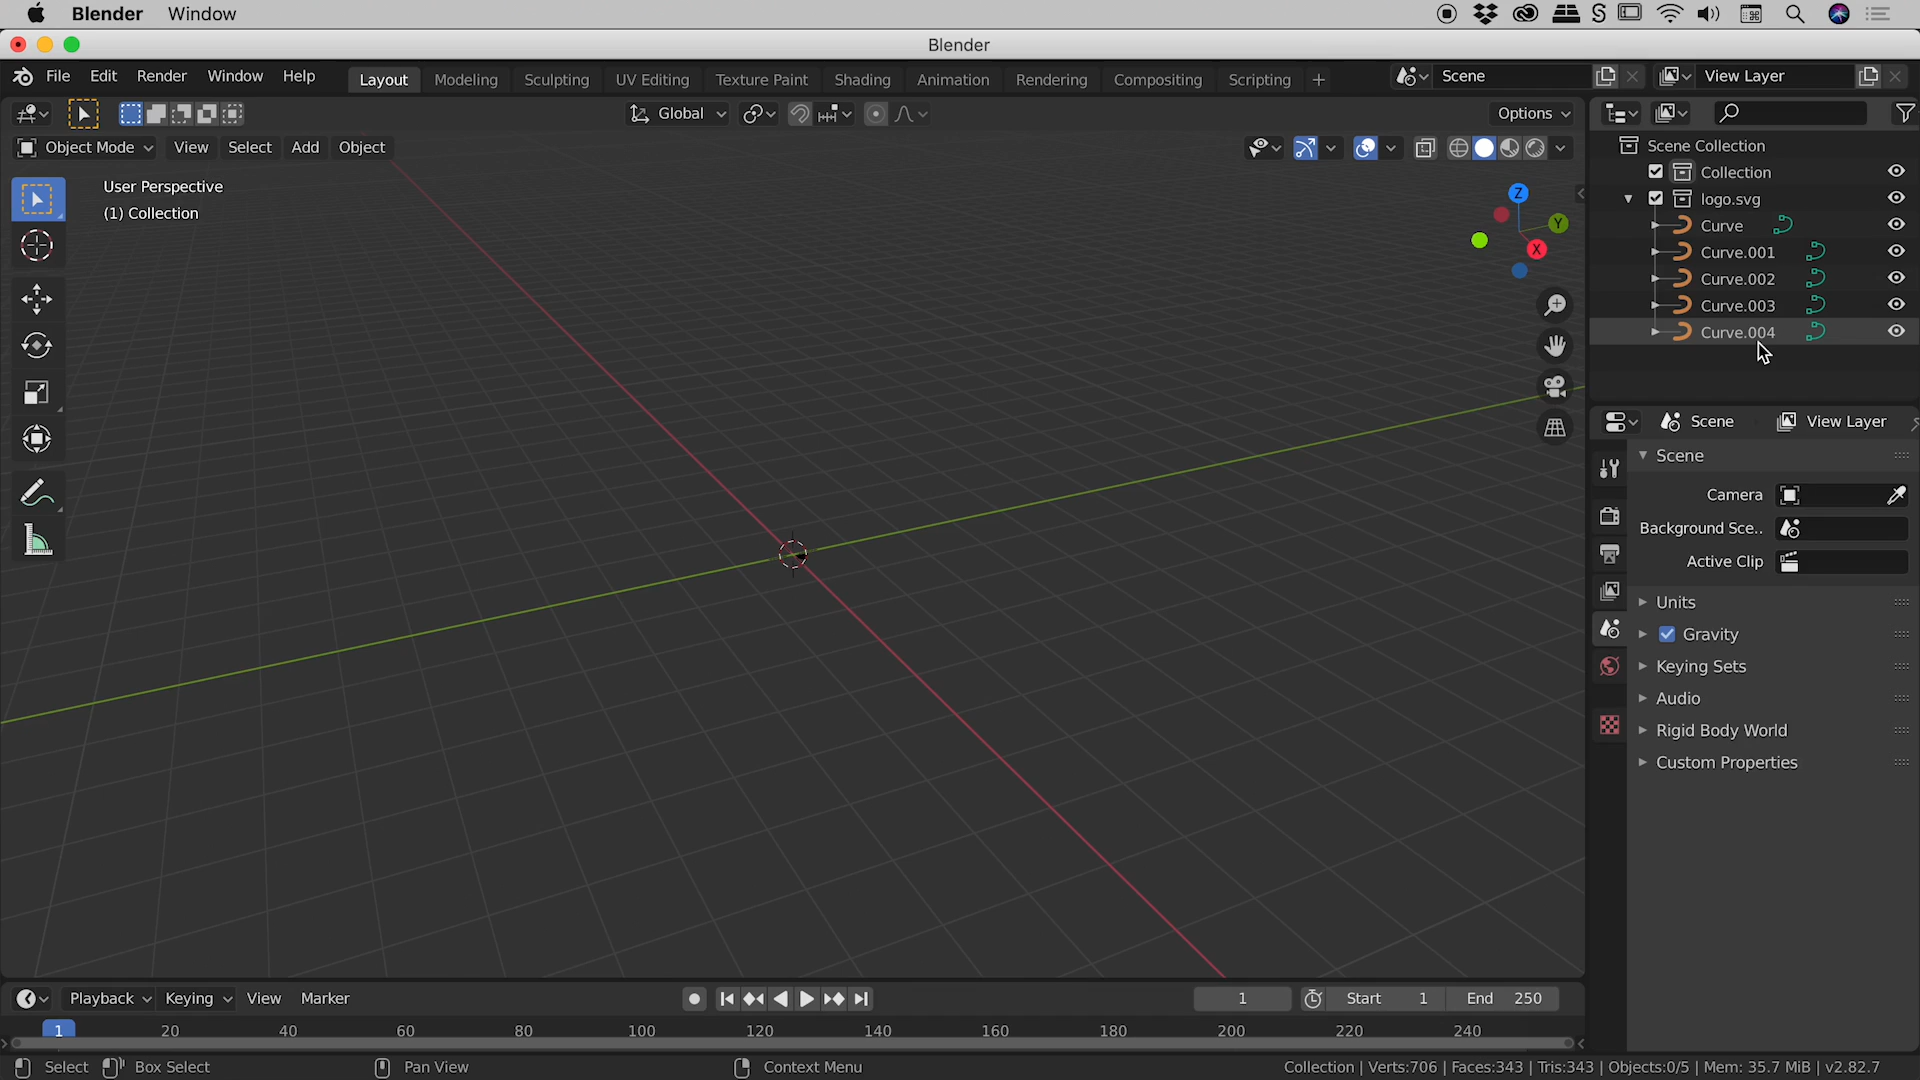 Blender Window
Blender
File Edit Render Window Help
Layout Modeling Sculpting UV Editing Texture Paint Shading Animation Rendering Compositing Scripting +
Scene
View Layer
Global
Options
Object Mode View Select Add Object
User Perspective
(1) Collection
Z
Y
X
Scene Collection
Collection
logo.svg
Curve
Curve.001
Curve.002
Curve.003
Curve.004
Scene View Layer
Scene
Camera
Background Sce..
Active Clip
Units
Gravity
Keying Sets
Audio
Rigid Body World
Custom Properties
Playback Keying View Marker
1
Start 1
End 250
1 20 40 60 80 100 120 140 160 180 200 220 240
Select Box Select Pan View Context Menu
Collection | Verts:706 | Faces:343 | Tris:343 | Objects:0/5 | Mem: 35.7 MiB | v2.82.7